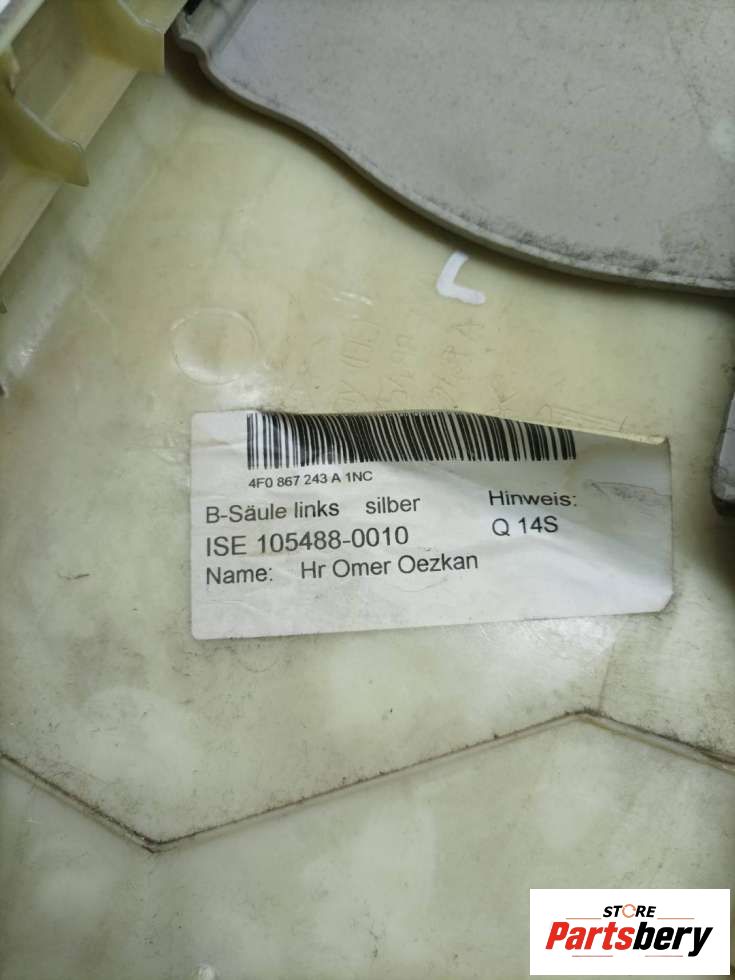 L
4F0 867 243 A 1NC
B-Säule links silber
Hinweis:
ISE 105488-0010
Q 14S
Name: Hr Omer Oezkan
STORE
Partsbery